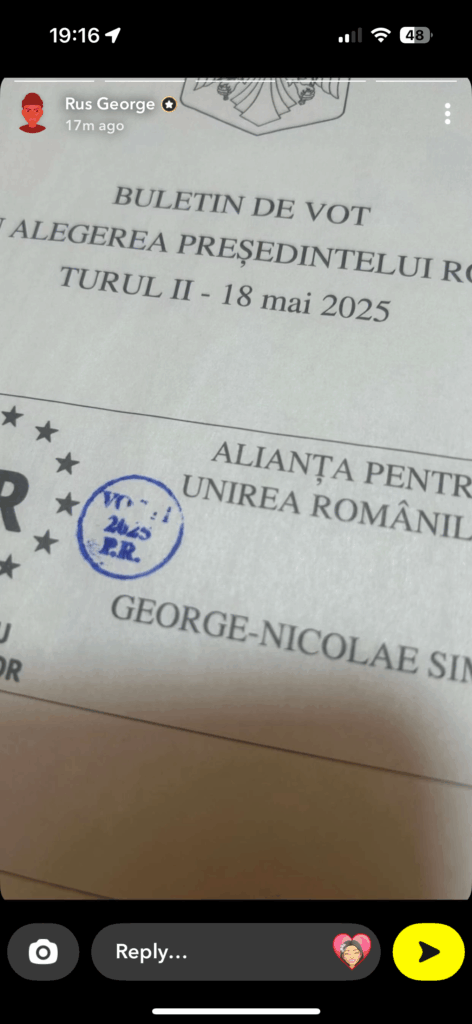 19:16
48
Rus George
17m ago
BULETIN DE VOT
ALEGEREA PREȘEDINTELUI RO
TURUL II - 18 mai 2025
ALIANȚA PENTR
UNIREA ROMÂNIL
R
2025
P.R.
GEORGE-NICOLAE SIM
U
OR
Reply...